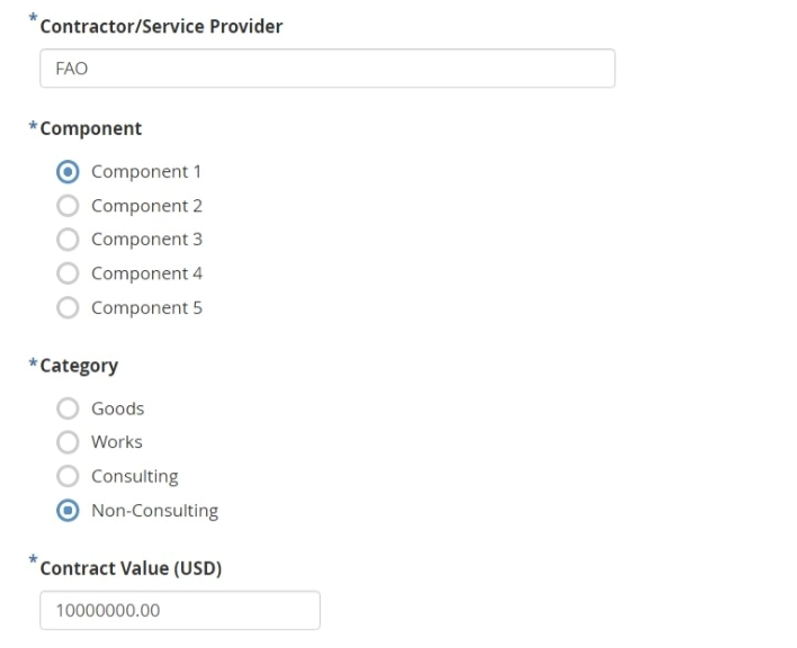 *Contractor/Service Provider
FAO
*Component
Component 1
Component 2
Component 3
Component 4
Component 5
*Category
Goods
Works
Consulting
Non-Consulting
*Contract Value (USD)
10000000.00